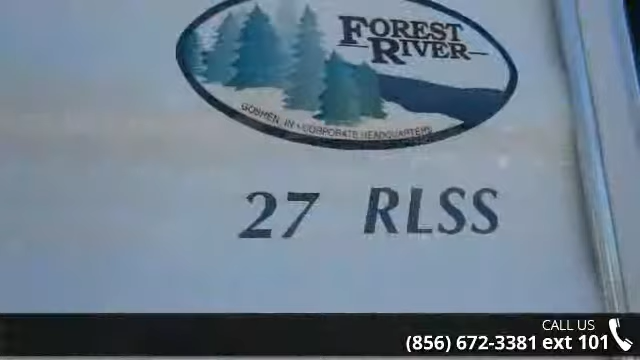 FOREST
RIVER
GOSHEN, IN • CORPORATE HEADQUARTERS
27 RLSS
CALL US
(856) 672-3381 ext 101